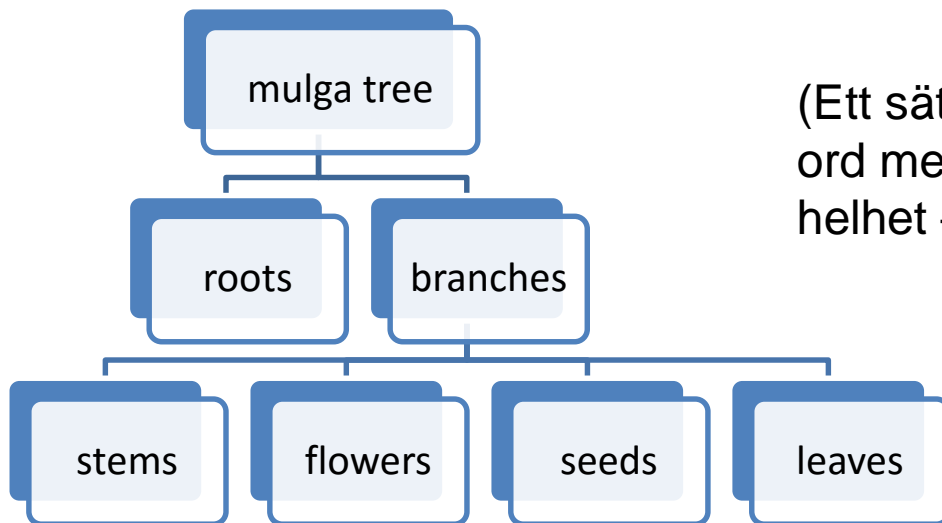 mulga tree
(Ett sät
ord me
helhet -
roots
branches
stems
flowers
seeds
leaves